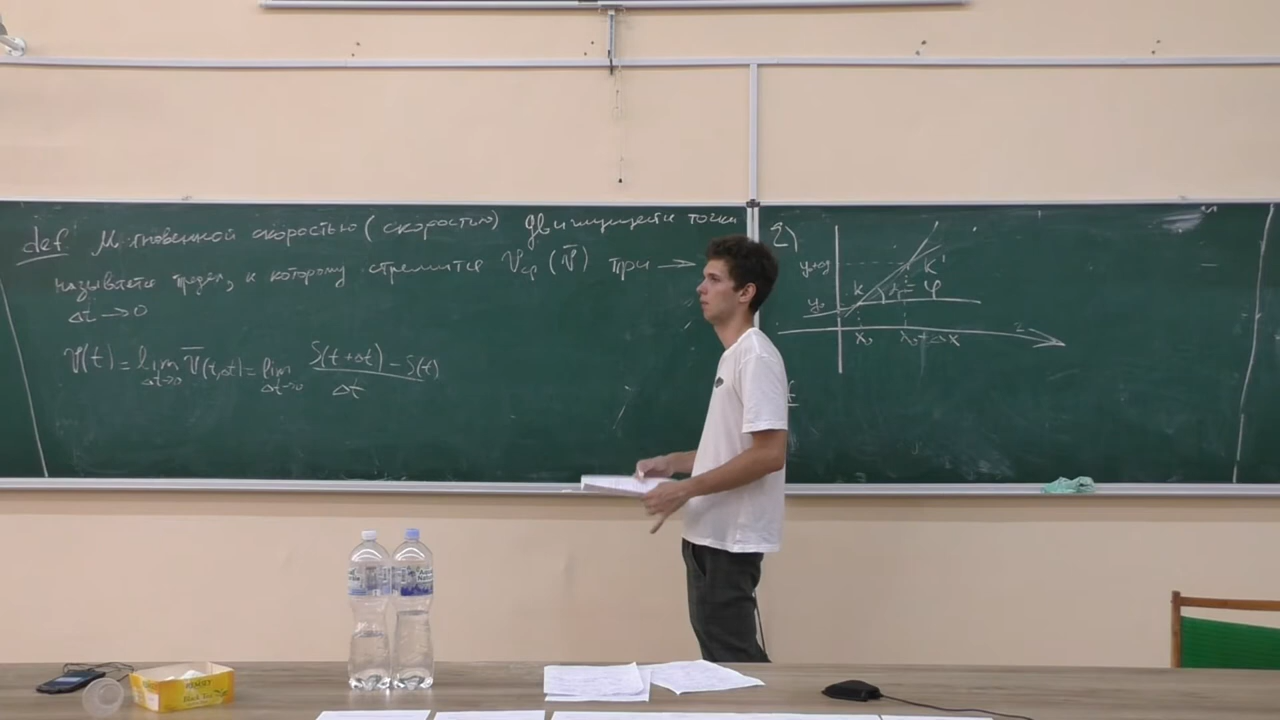 def Мгновенной скоростью (скоростью) движущейся точки
называется предел, к которому стремится Vср (V̄) при →
Δt → 0
V(t) = lim Δt→0 V̄(t,Δt) = lim Δt→0 S(t+Δt) - S(t) / Δt
2)
K'
K φ
y₀
x₀ x₀+Δx